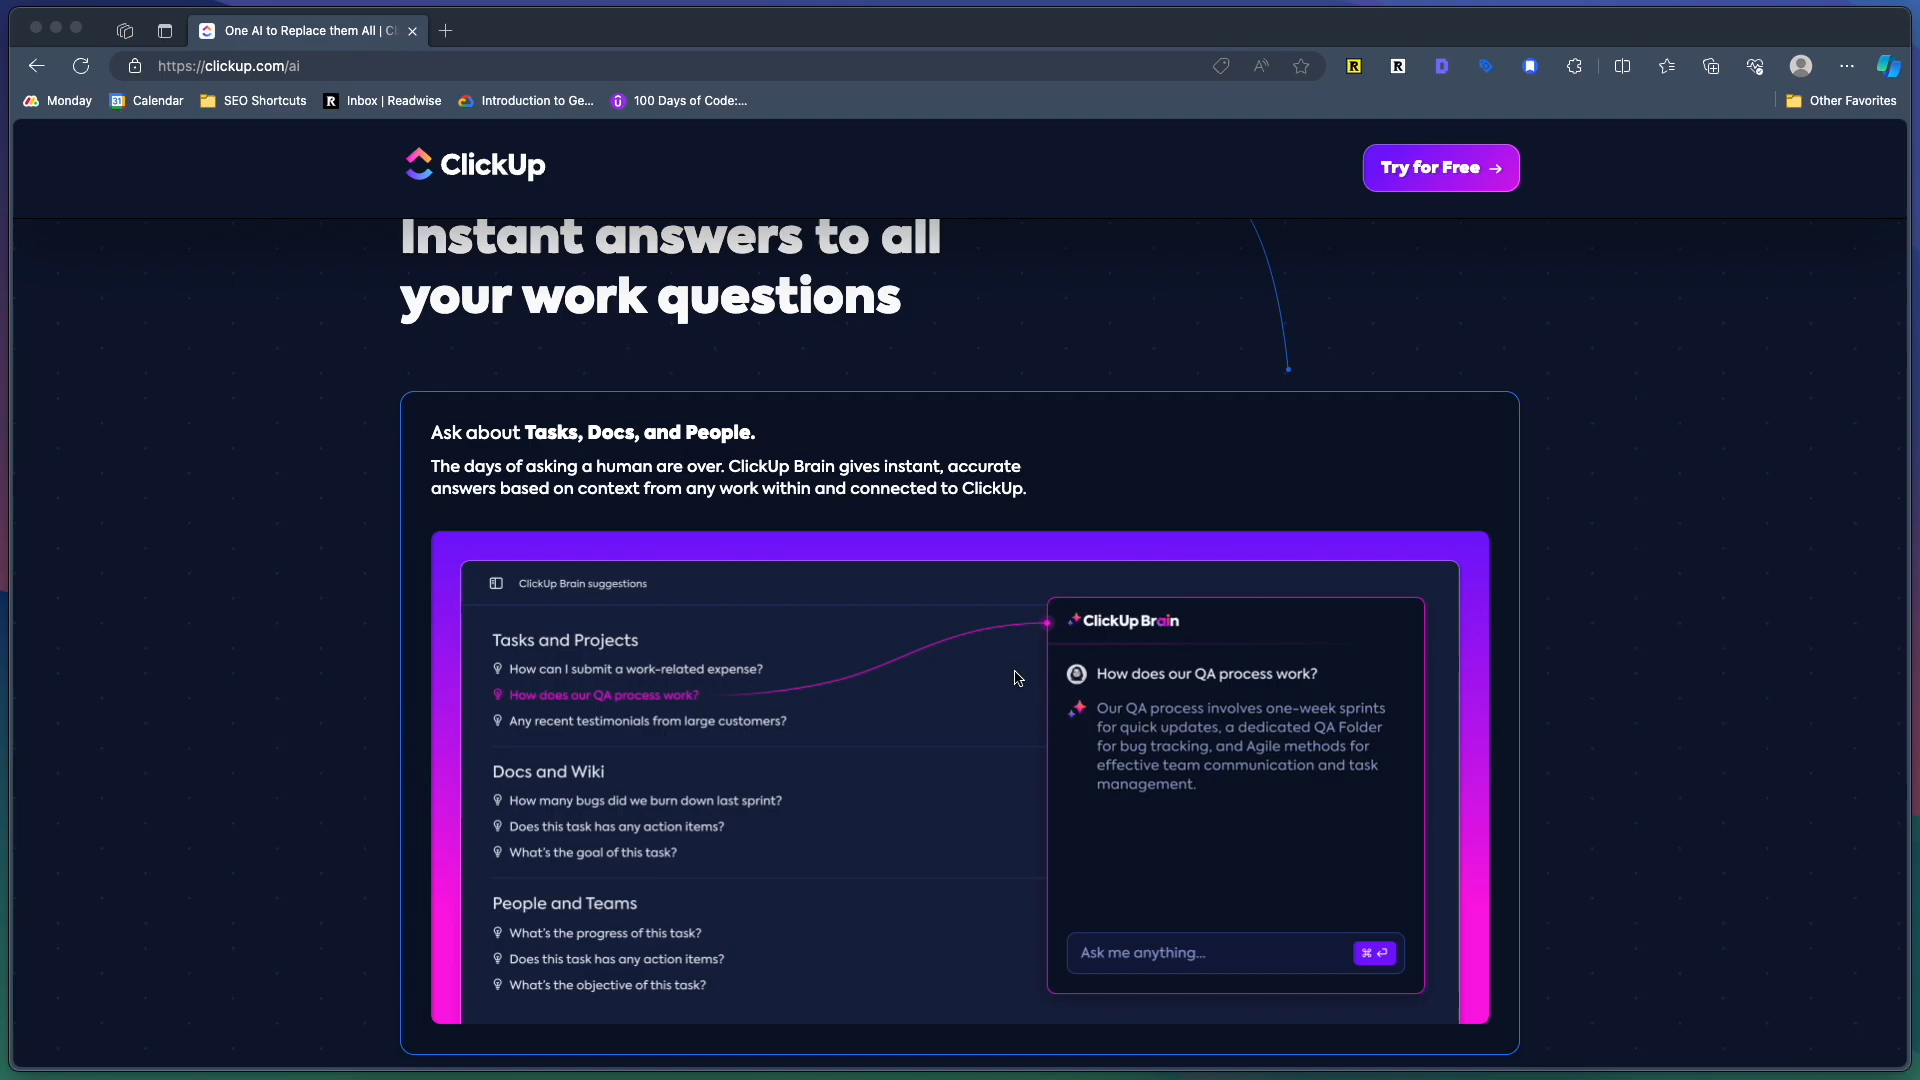 One AI to Replace them All | Cl
https://clickup.com/ai
Monday
Calendar
SEO Shortcuts
Inbox | Readwise
Introduction to Ge...
100 Days of Code:...
Other Favorites
ClickUp
Try for Free →
Instant answers to all
your work questions
Ask about Tasks, Docs, and People.
The days of asking a human are over. ClickUp Brain gives instant, accurate
answers based on context from any work within and connected to ClickUp.
ClickUp Brain suggestions
Tasks and Projects
How can I submit a work-related expense?
How does our QA process work?
Any recent testimonials from large customers?
Docs and Wiki
How many bugs did we burn down last sprint?
Does this task has any action items?
What's the goal of this task?
People and Teams
What's the progress of this task?
Does this task has any action items?
What's the objective of this task?
ClickUp Brain
How does our QA process work?
Our QA process involves one-week sprints
for quick updates, a dedicated QA Folder
for bug tracking, and Agile methods for
effective team communication and task
management.
Ask me anything...